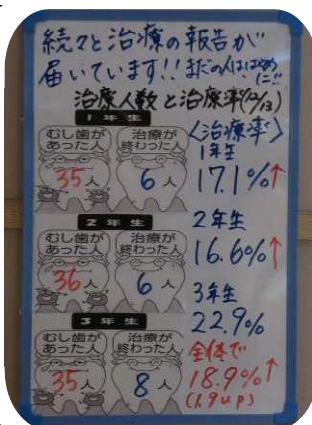 続々と治療の報告が
届いています!!まだの人ははやめに!!
治療人数と治療率(12/13)
1年生
むし歯が
あった人
35人
治療が
終わった人
6人
2年生
むし歯が
あった人
36人
治療が
終わった人
6人
3年生
むし歯が
あった人
35人
治療が
終わった人
8人
<治療率>
1年生
17.1%↑
2年生
16.6%↑
3年生
22.9%
全体で
18.9%↑
(1.9up)